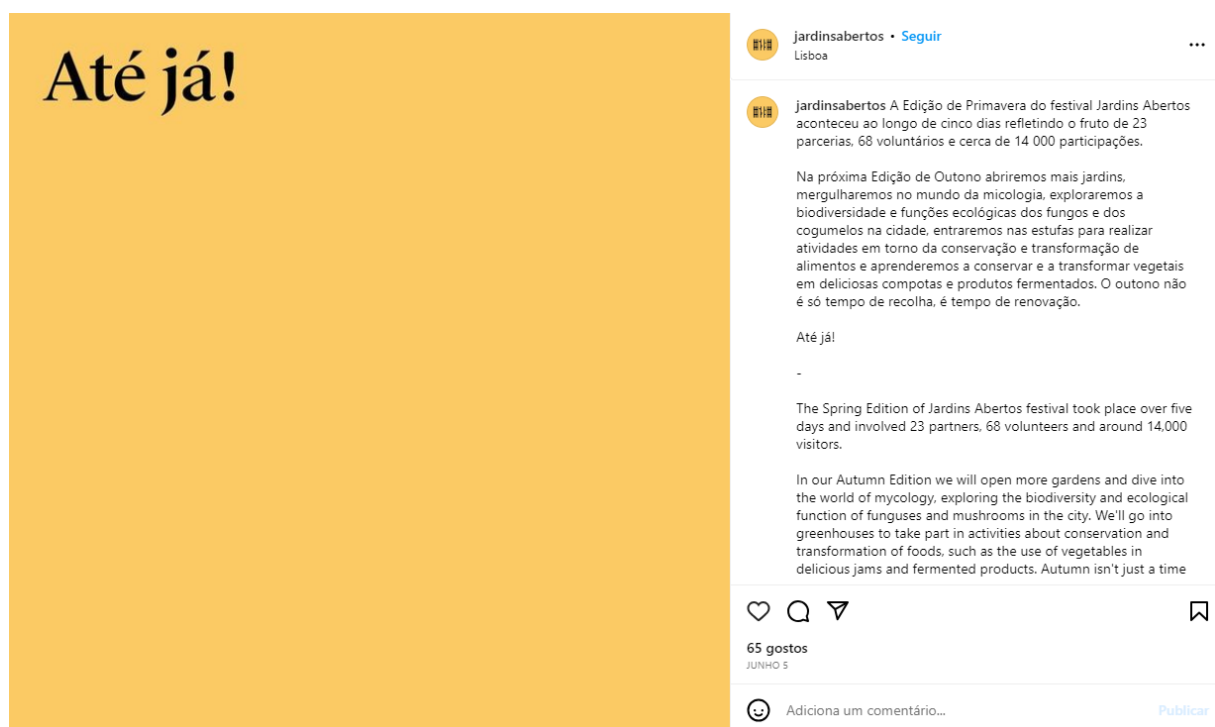 Até já!
jardinsabertos • Seguir
Lisboa
jardinsabertos A Edição de Primavera do festival Jardins Abertos
aconteceu ao longo de cinco dias refletindo o fruto de 23
parcerias, 68 voluntários e cerca de 14 000 participações.
Na próxima Edição de Outono abriremos mais jardins,
mergulharemos no mundo da micologia, exploraremos a
biodiversidade e funções ecológicas dos fungos e dos
cogumelos na cidade, entraremos nas estufas para realizar
atividades em torno da conservação e transformação de
alimentos e aprenderemos a conservar e a transformar vegetais
em deliciosas compotas e produtos fermentados. O outono não
é só tempo de recolha, é tempo de renovação.
Até já!
-
The Spring Edition of Jardins Abertos festival took place over five
days and involved 23 partners, 68 volunteers and around 14,000
visitors.
In our Autumn Edition we will open more gardens and dive into
the world of mycology, exploring the biodiversity and ecological
function of funguses and mushrooms in the city. We'll go into
greenhouses to take part in activities about conservation and
transformation of foods, such as the use of vegetables in
delicious jams and fermented products. Autumn isn't just a time
65 gostos
JUNHO 5
Adiciona um comentário...
Publicar